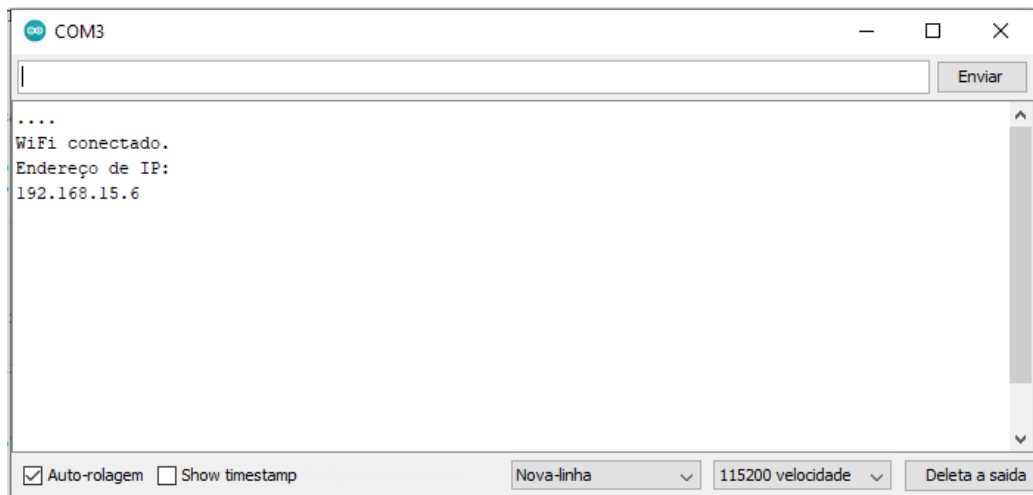 COM3
Enviar
....
WiFi conectado.
Endereço de IP:
192.168.15.6
Auto-rolagem Show timestamp Nova-linha 115200 velocidade Deleta a saida